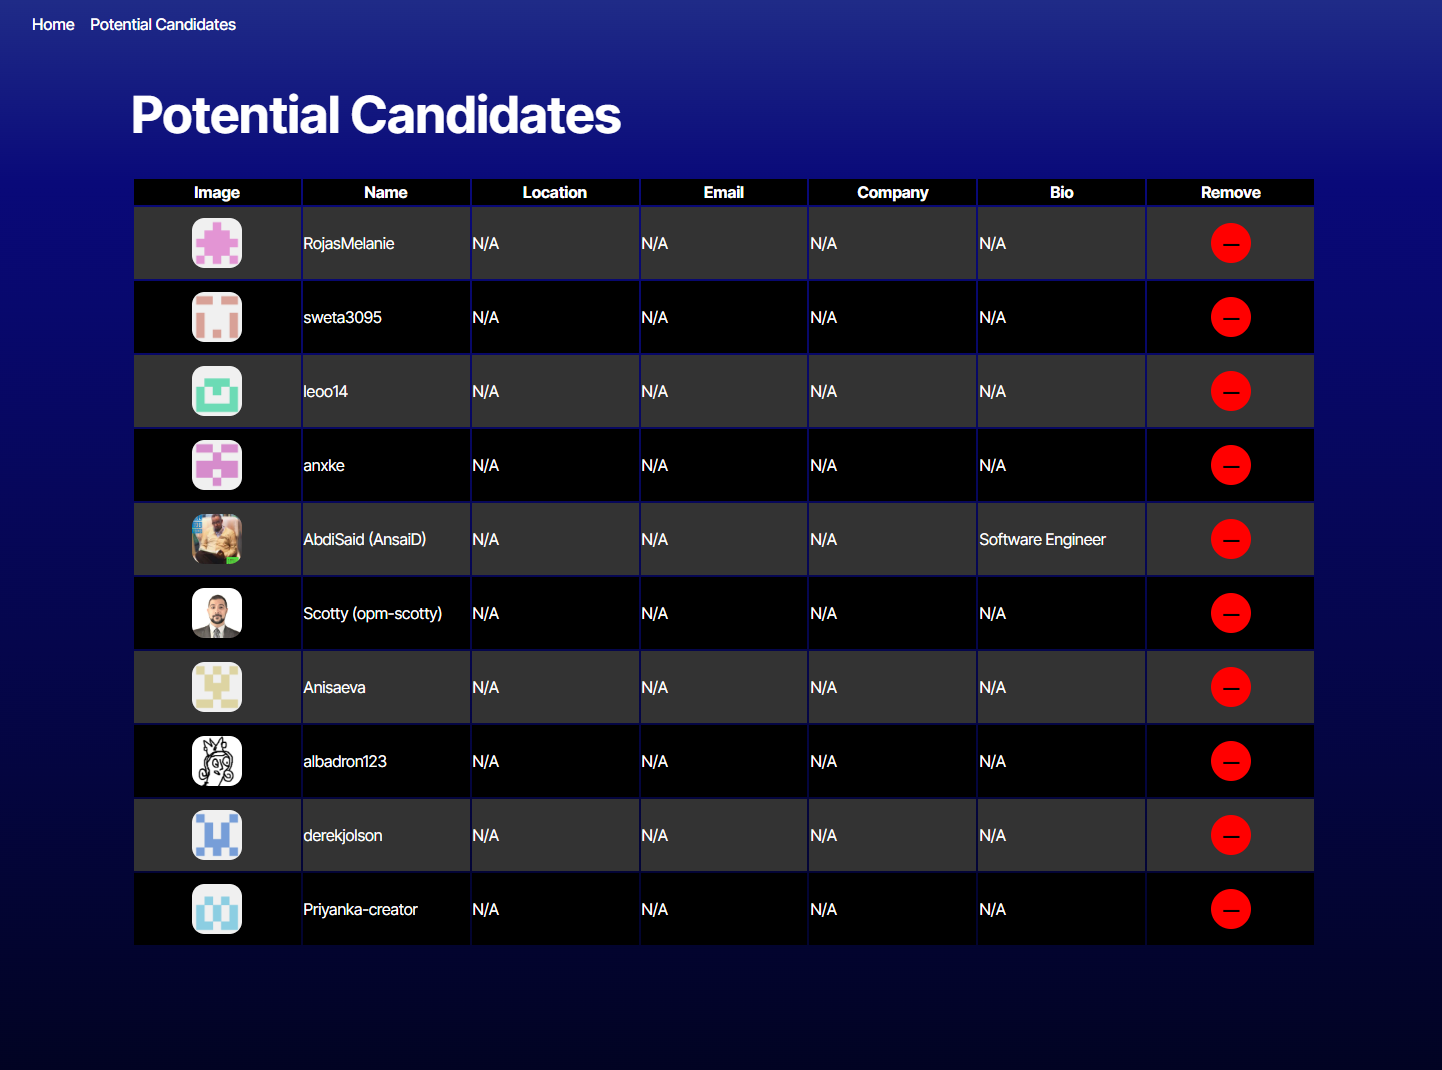 Home Potential Candidates
Potential Candidates
Image Name Location Email Company Bio Remove
RojasMelanie N/A N/A N/A N/A
sweta3095 N/A N/A N/A N/A
leoo14 N/A N/A N/A N/A
anxke N/A N/A N/A N/A
AbdiSaid (AnsaiD) N/A N/A N/A Software Engineer
Scotty (opm-scotty) N/A N/A N/A N/A
Anisaeva N/A N/A N/A N/A
albadron123 N/A N/A N/A N/A
derekjolson N/A N/A N/A N/A
Priyanka-creator N/A N/A N/A N/A